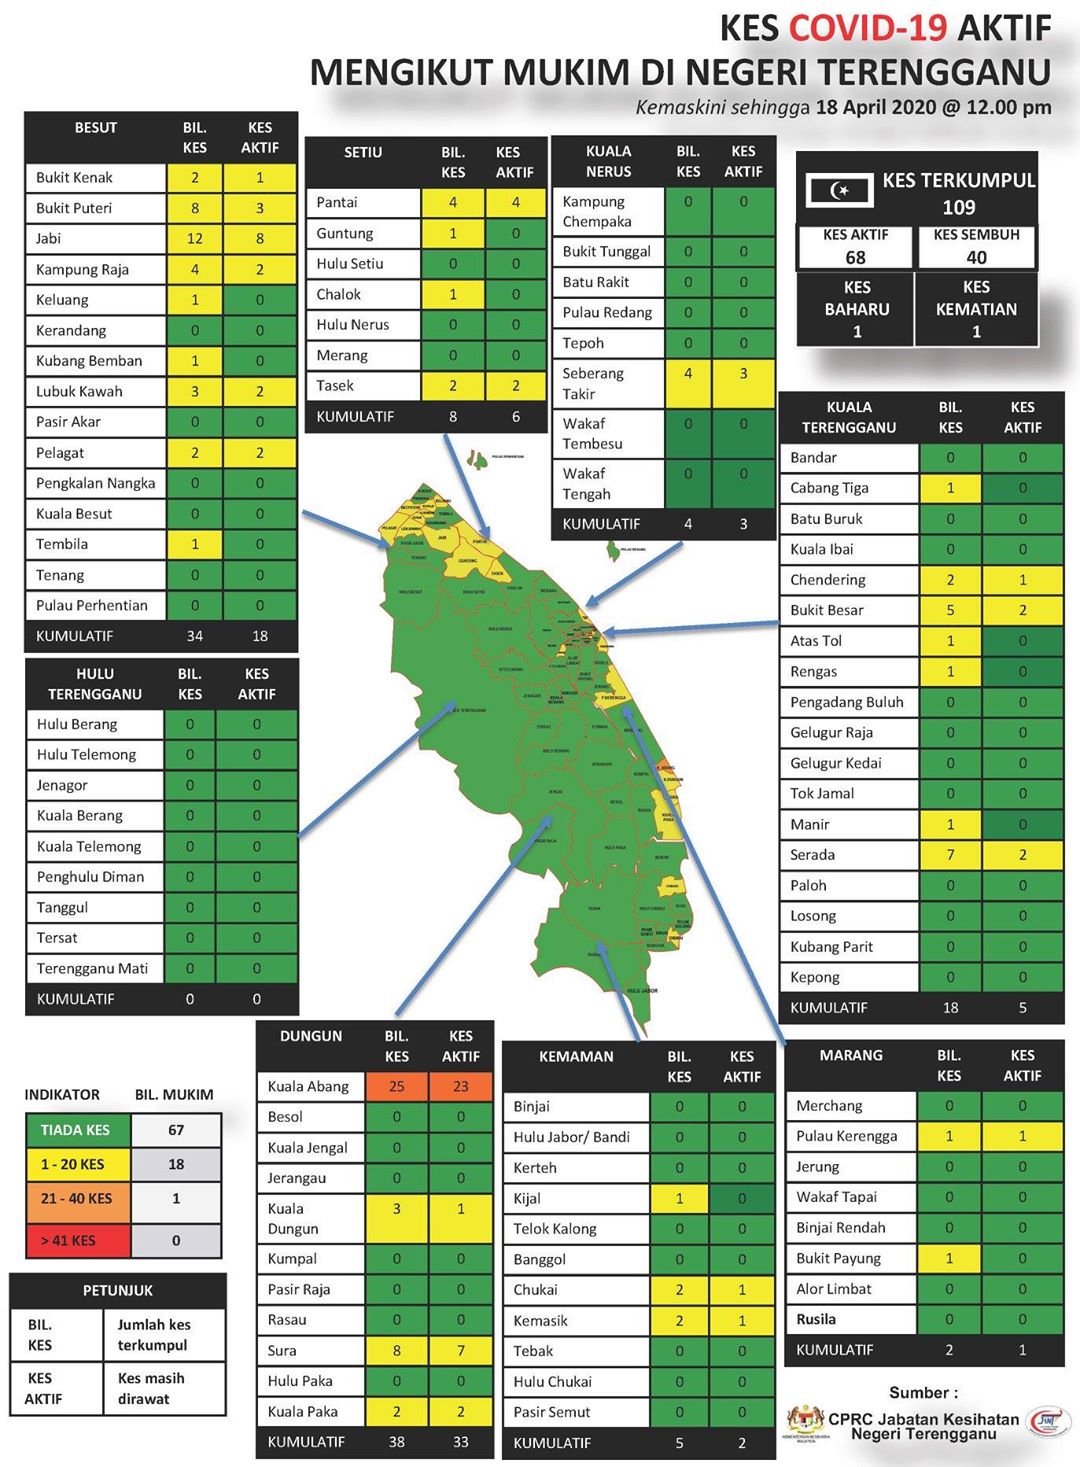 KES COVID-19 AKTIF
MENGIKUT MUKIM DI NEGERI TERENGGANU
Kemaskini sehingga 18 April 2020 @ 12.00 pm
BESUT BIL. KES KES AKTIF
Bukit Kenak 2 1
Bukit Puteri 8 3
Jabi 12 8
Kampung Raja 4 2
Keluang 1 0
Kerandang 0 0
Kubang Bemban 1 0
Lubuk Kawah 3 2
Pasir Akar 0 0
Pelagat 2 2
Pengkalan Nangka 0 0
Kuala Besut 0 0
Tembila 1 0
Tenang 0 0
Pulau Perhentian 0 0
KUMULATIF 34 18
SETIU BIL. KES KES AKTIF
Pantai 4 4
Guntung 1 0
Hulu Setiu 0 0
Chalok 1 0
Hulu Nerus 0 0
Merang 0 0
Tasek 2 2
KUMULATIF 8 6
KUALA NERUS BIL. KES KES AKTIF
Kampung Chempaka 0 0
Bukit Tunggal 0 0
Batu Rakit 0 0
Pulau Redang 0 0
Tepoh 0 0
Seberang Takir 4 3
Wakaf Tembesu 0 0
Wakaf Tengah 0 0
KUMULATIF 4 3
KES TERKUMPUL
109
KES AKTIF
68
KES SEMBUH
40
KES BAHARU
1
KES KEMATIAN
1
KUALA TERENGGANU BIL. KES KES AKTIF
Bandar 0 0
Cabang Tiga 1 0
Batu Buruk 0 0
Kuala Ibai 0 0
Chendering 2 1
Bukit Besar 5 2
Atas Tol 1 0
Rengas 1 0
Pengadang Buluh 0 0
Gelugur Raja 0 0
Gelugur Kedai 0 0
Tok Jamal 0 0
Manir 1 0
Serada 7 2
Paloh 0 0
Losong 0 0
Kubang Parit 0 0
Kepong 0 0
KUMULATIF 18 5
HULU TERENGGANU BIL. KES KES AKTIF
Hulu Berang 0 0
Hulu Telemong 0 0
Jenagor 0 0
Kuala Berang 0 0
Kuala Telemong 0 0
Penghulu Diman 0 0
Tanggul 0 0
Tersat 0 0
Terengganu Mati 0 0
KUMULATIF 0 0
PULAU PERHENTIAN
PULAU REDANG
PANTAI
GUNTUNG
TASEK
JABI
TENANG
HULU BESUT
HULU SETIU
CHALOK
MERANG
HULU NERUS
HULU JABOR
DUNGUN BIL. KES KES AKTIF
Kuala Abang 25 23
Besol 0 0
Kuala Jengal 0 0
Jerangau 0 0
Kuala Dungun 3 1
Kumpal 0 0
Pasir Raja 0 0
Rasau 0 0
Sura 8 7
Hulu Paka 0 0
Kuala Paka 2 2
KUMULATIF 38 33
KEMAMAN BIL. KES KES AKTIF
Binjai 0 0
Hulu Jabor/ Bandi 0 0
Kerteh 0 0
Kijal 1 0
Telok Kalong 0 0
Banggol 0 0
Chukai 2 1
Kemasik 2 1
Tebak 0 0
Hulu Chukai 0 0
Pasir Semut 0 0
KUMULATIF 5 2
MARANG BIL. KES KES AKTIF
Merchang 0 0
Pulau Kerengga 1 1
Jerung 0 0
Wakaf Tapai 0 0
Binjai Rendah 0 0
Bukit Payung 1 0
Alor Limbat 0 0
Rusila 0 0
KUMULATIF 2 1
INDIKATOR BIL. MUKIM
TIADA KES 67
1 - 20 KES 18
21 - 40 KES 1
> 41 KES 0
PETUNJUK
BIL. KES Jumlah kes terkumpul
KES AKTIF Kes masih dirawat
Sumber :
CPRC Jabatan Kesihatan
Negeri Terengganu
KEMENTERIAN KESIHATAN
MALAYSIA